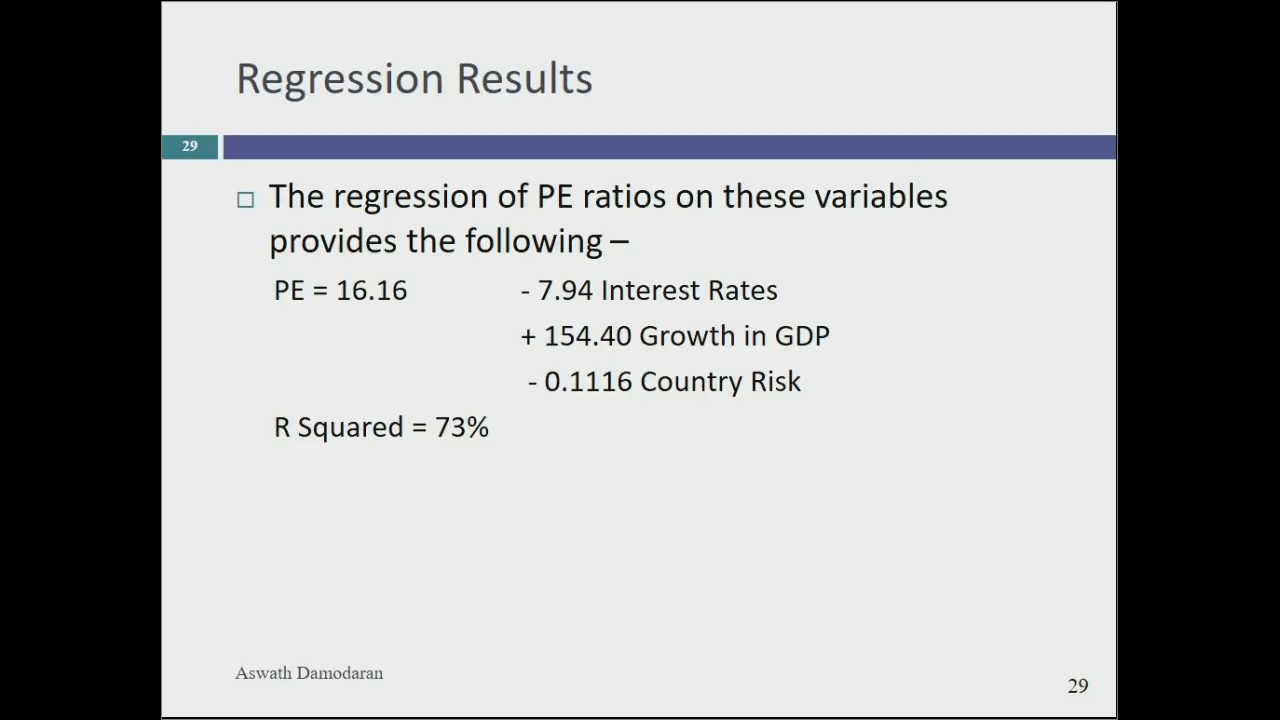 Regression Results
29
The regression of PE ratios on these variables
provides the following –
PE = 16.16 - 7.94 Interest Rates
+ 154.40 Growth in GDP
- 0.1116 Country Risk
R Squared = 73%
Aswath Damodaran
29